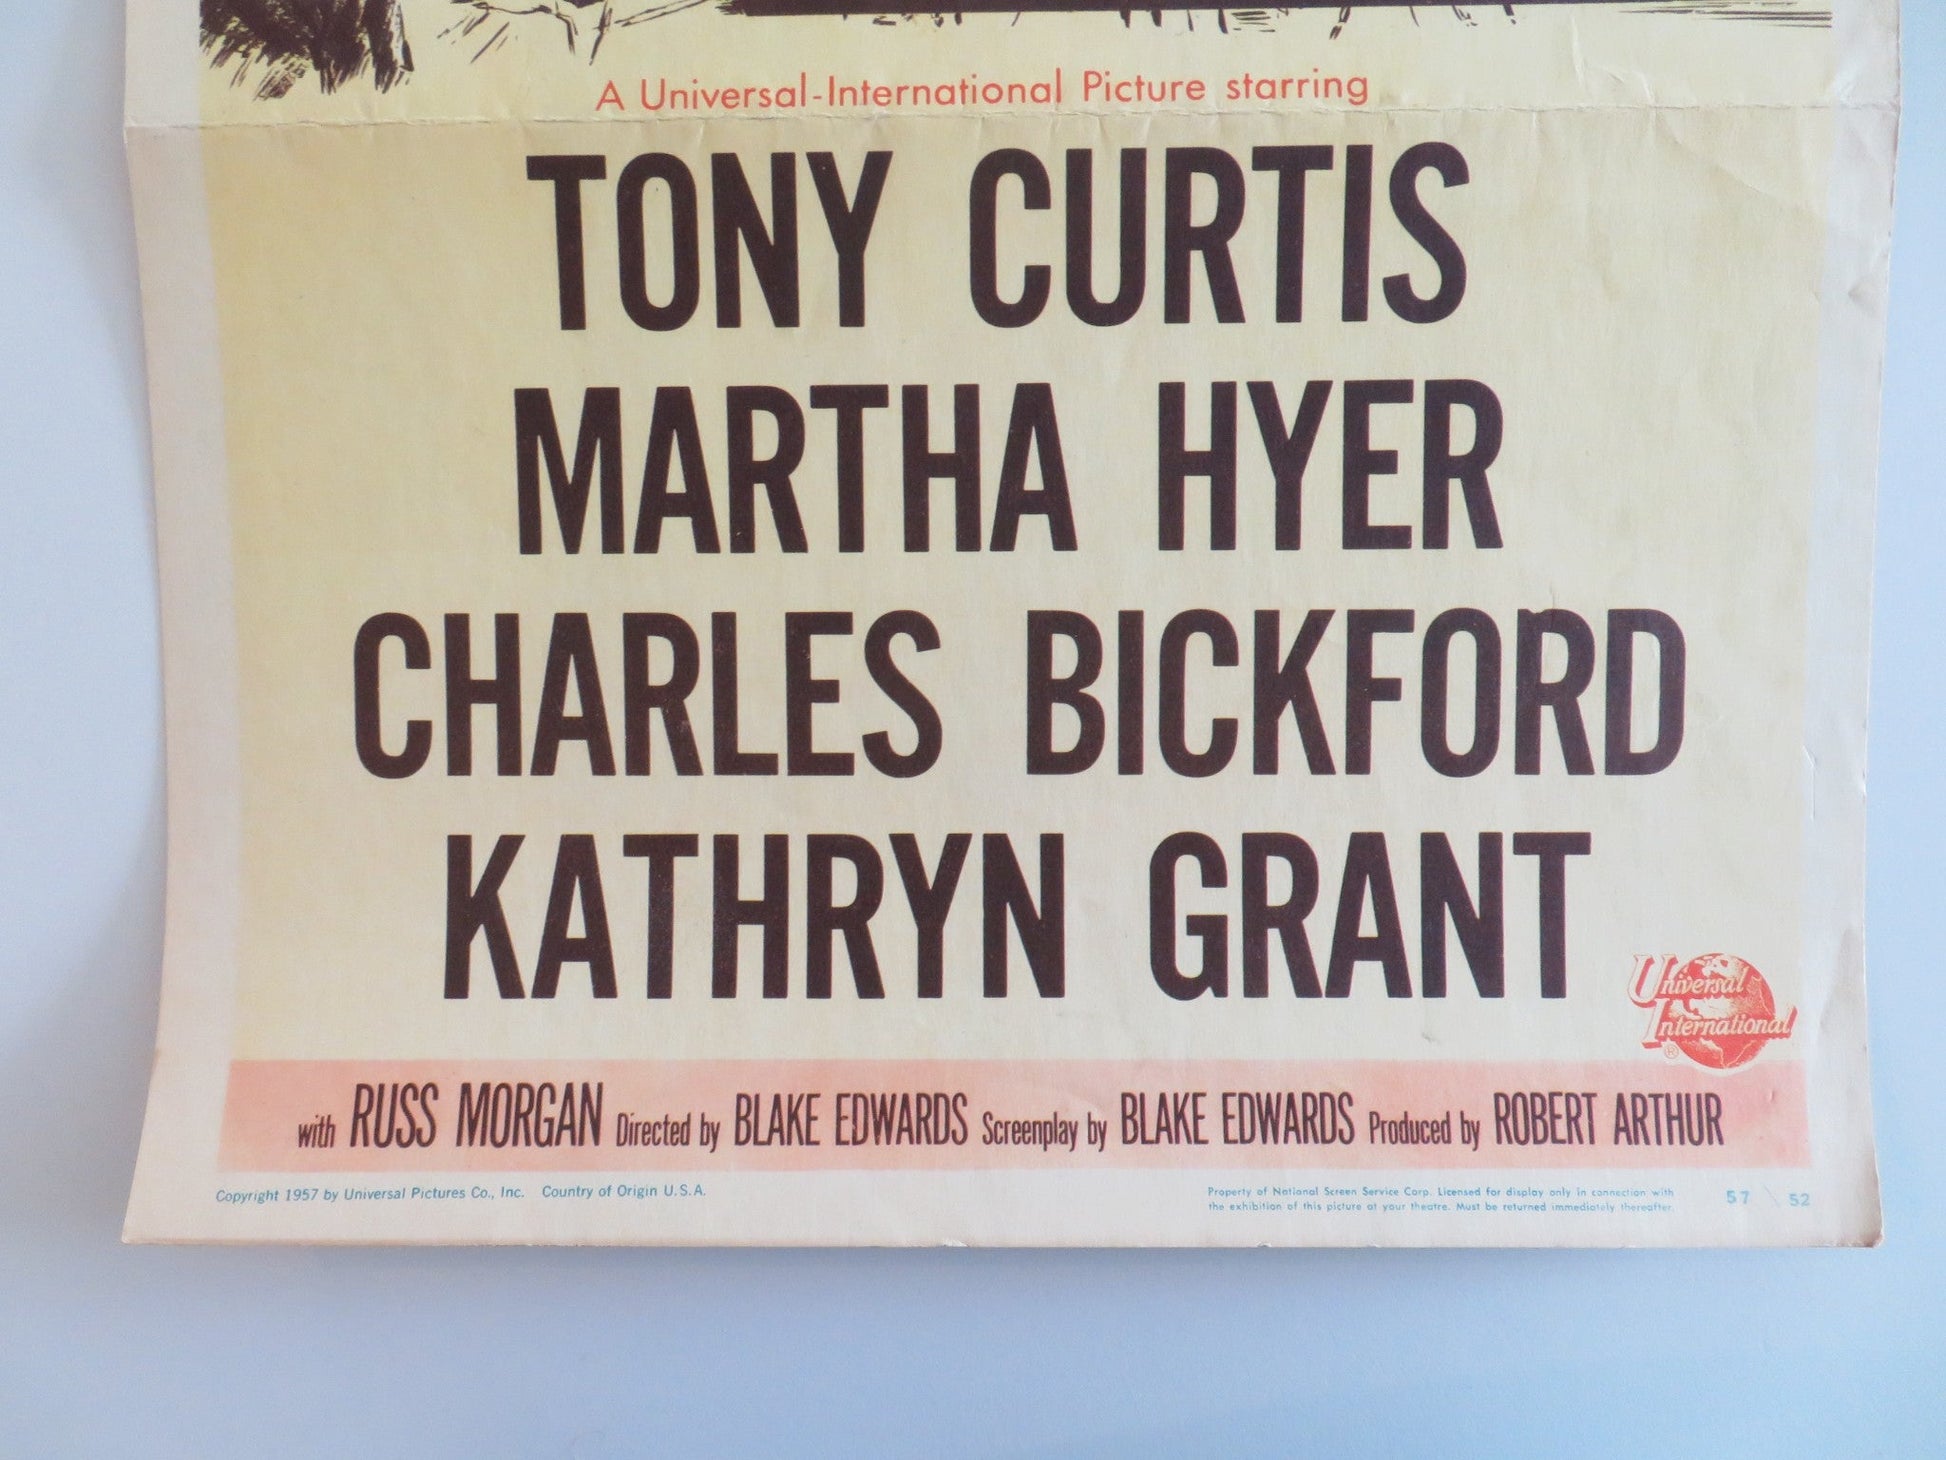 A Universal-International Picture starring
TONY CURTIS
MARTHA HYER
CHARLES BICKFORD
KATHRYN GRANT
Universal
International
®
with RUSS MORGAN Directed by BLAKE EDWARDS Screenplay by BLAKE EDWARDS Produced by ROBERT ARTHUR
Copyright 1957 by Universal Pictures Co., Inc. Country of Origin U.S.A.
Property of National Screen Service Corp. Licensed for display only in connection with
the exhibition of this picture at your theatre. Must be returned immediately thereafter.
57 \ 52